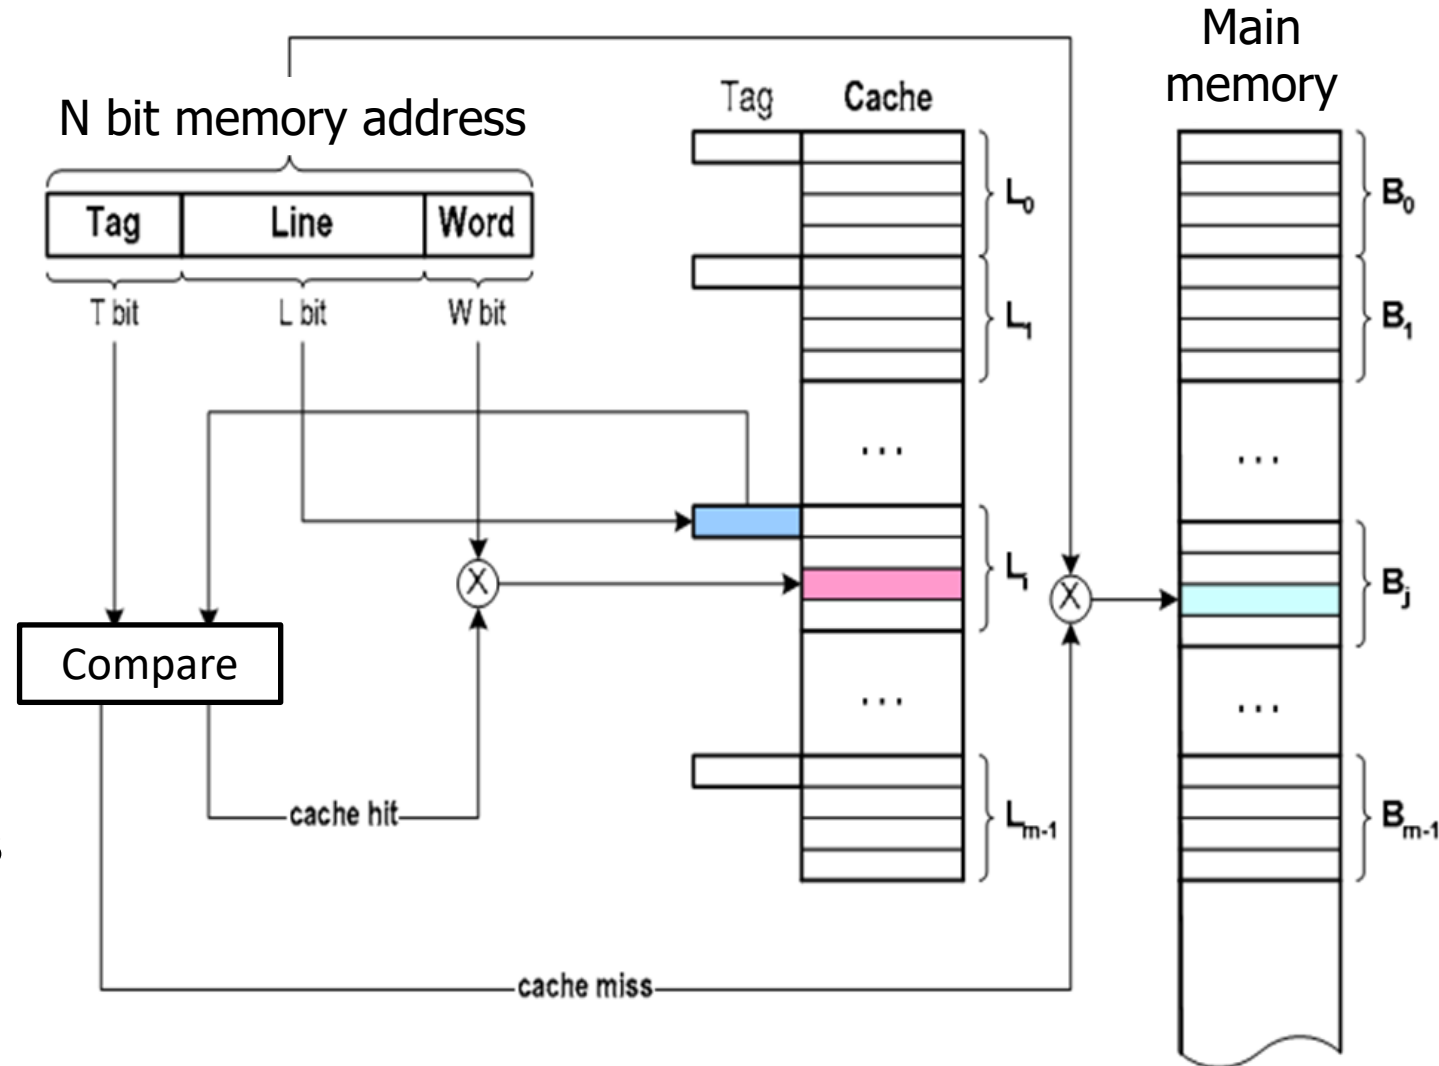 Main
memory
Tag Cache
N bit memory address
Tag Line Word
T bit L bit W bit
L₀
B₀
L₁
B₁
...
...
Lᵢ
Bⱼ
X
X
Compare
...
...
cache hit
Lₘ₋₁
Bₘ₋₁
cache miss